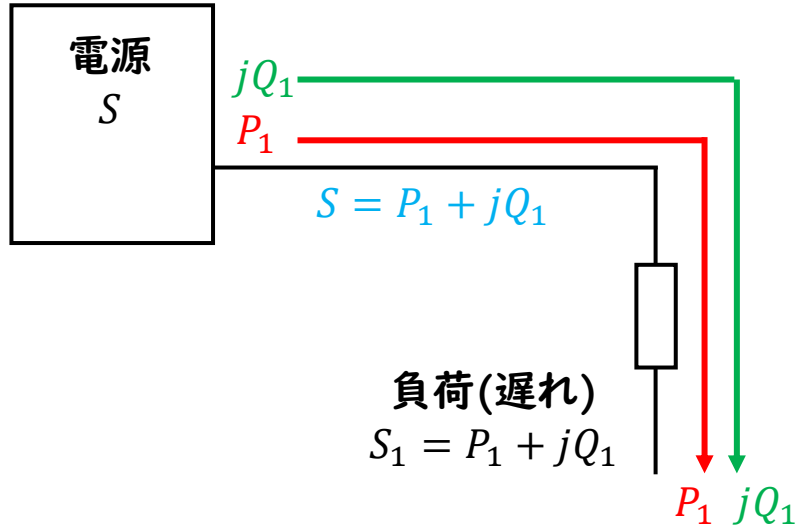 電源
S
jQ₁
P₁
S = P₁ + jQ₁
負荷(遅れ)
S₁ = P₁ + jQ₁
P₁ jQ₁